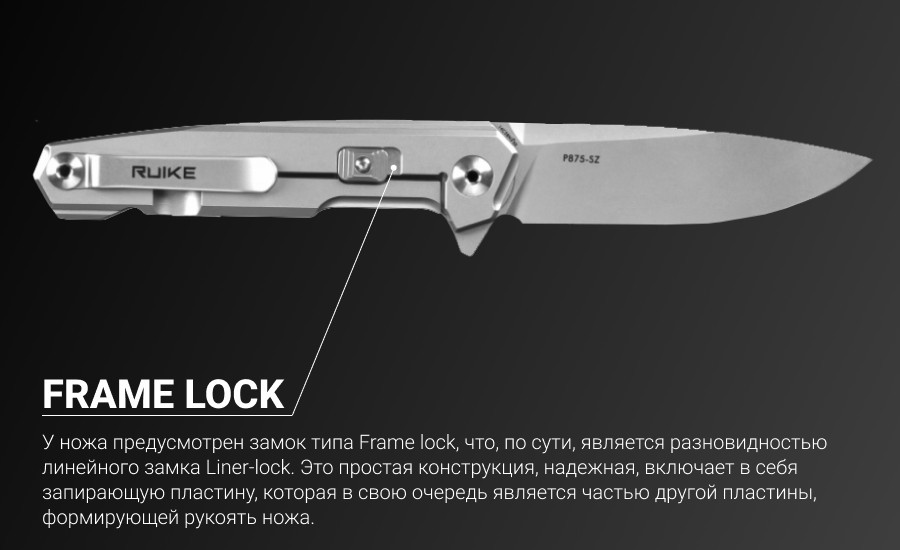 P875-SZ
RUIKE
FRAME LOCK
У ножа предусмотрен замок типа Frame lock, что, по сути, является разновидностью
линейного замка Liner-lock. Это простая конструкция, надежная, включает в себя
запирающую пластину, которая в свою очередь является частью другой пластины,
формирующей рукоять ножа.